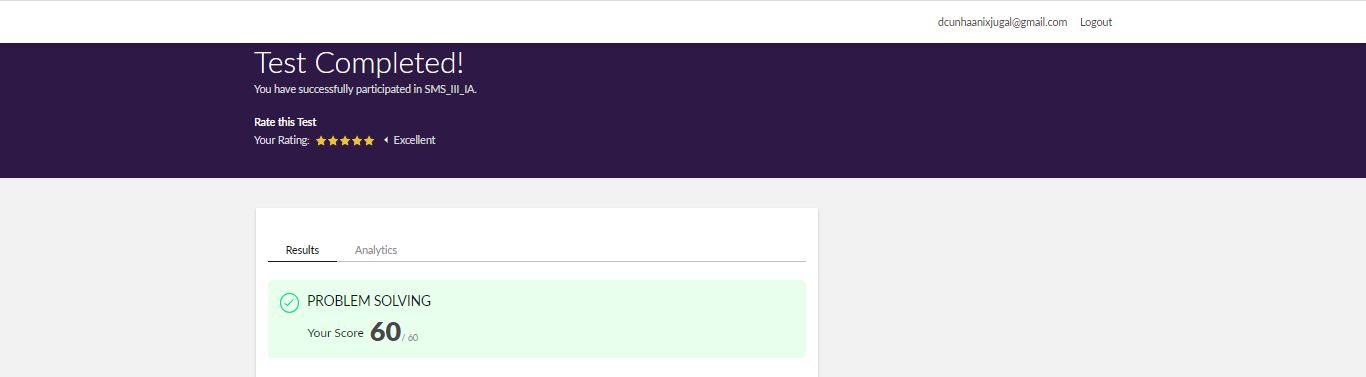 dcunhaanixjugal@gmail.com Logout
Test Completed!
You have successfully participated in SMS_III_IA.
Rate this Test
Your Rating: Excellent
Results Analytics
PROBLEM SOLVING
Your Score 60 / 60